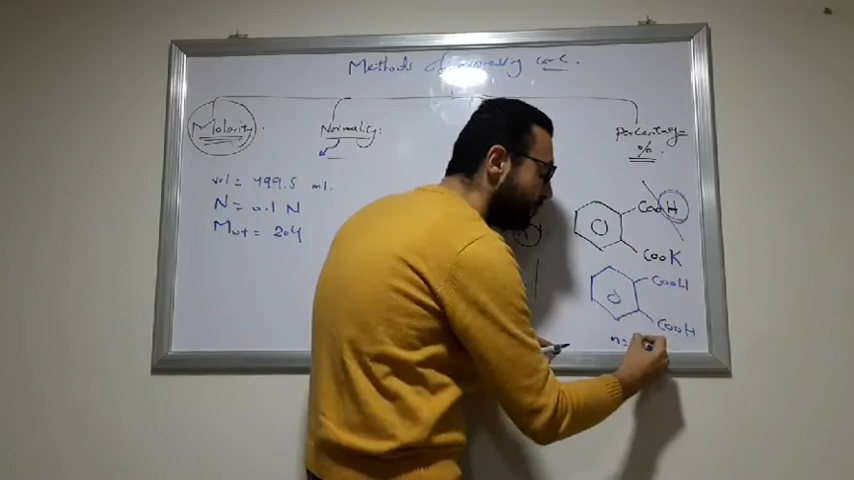 Methods of expressing conc.
Molarity
Normality:
Percentage
%
vol = 499.5 ml.
N = 0.1 N
Mwt = 204
CooH
CooK
CooH
CooH
n=